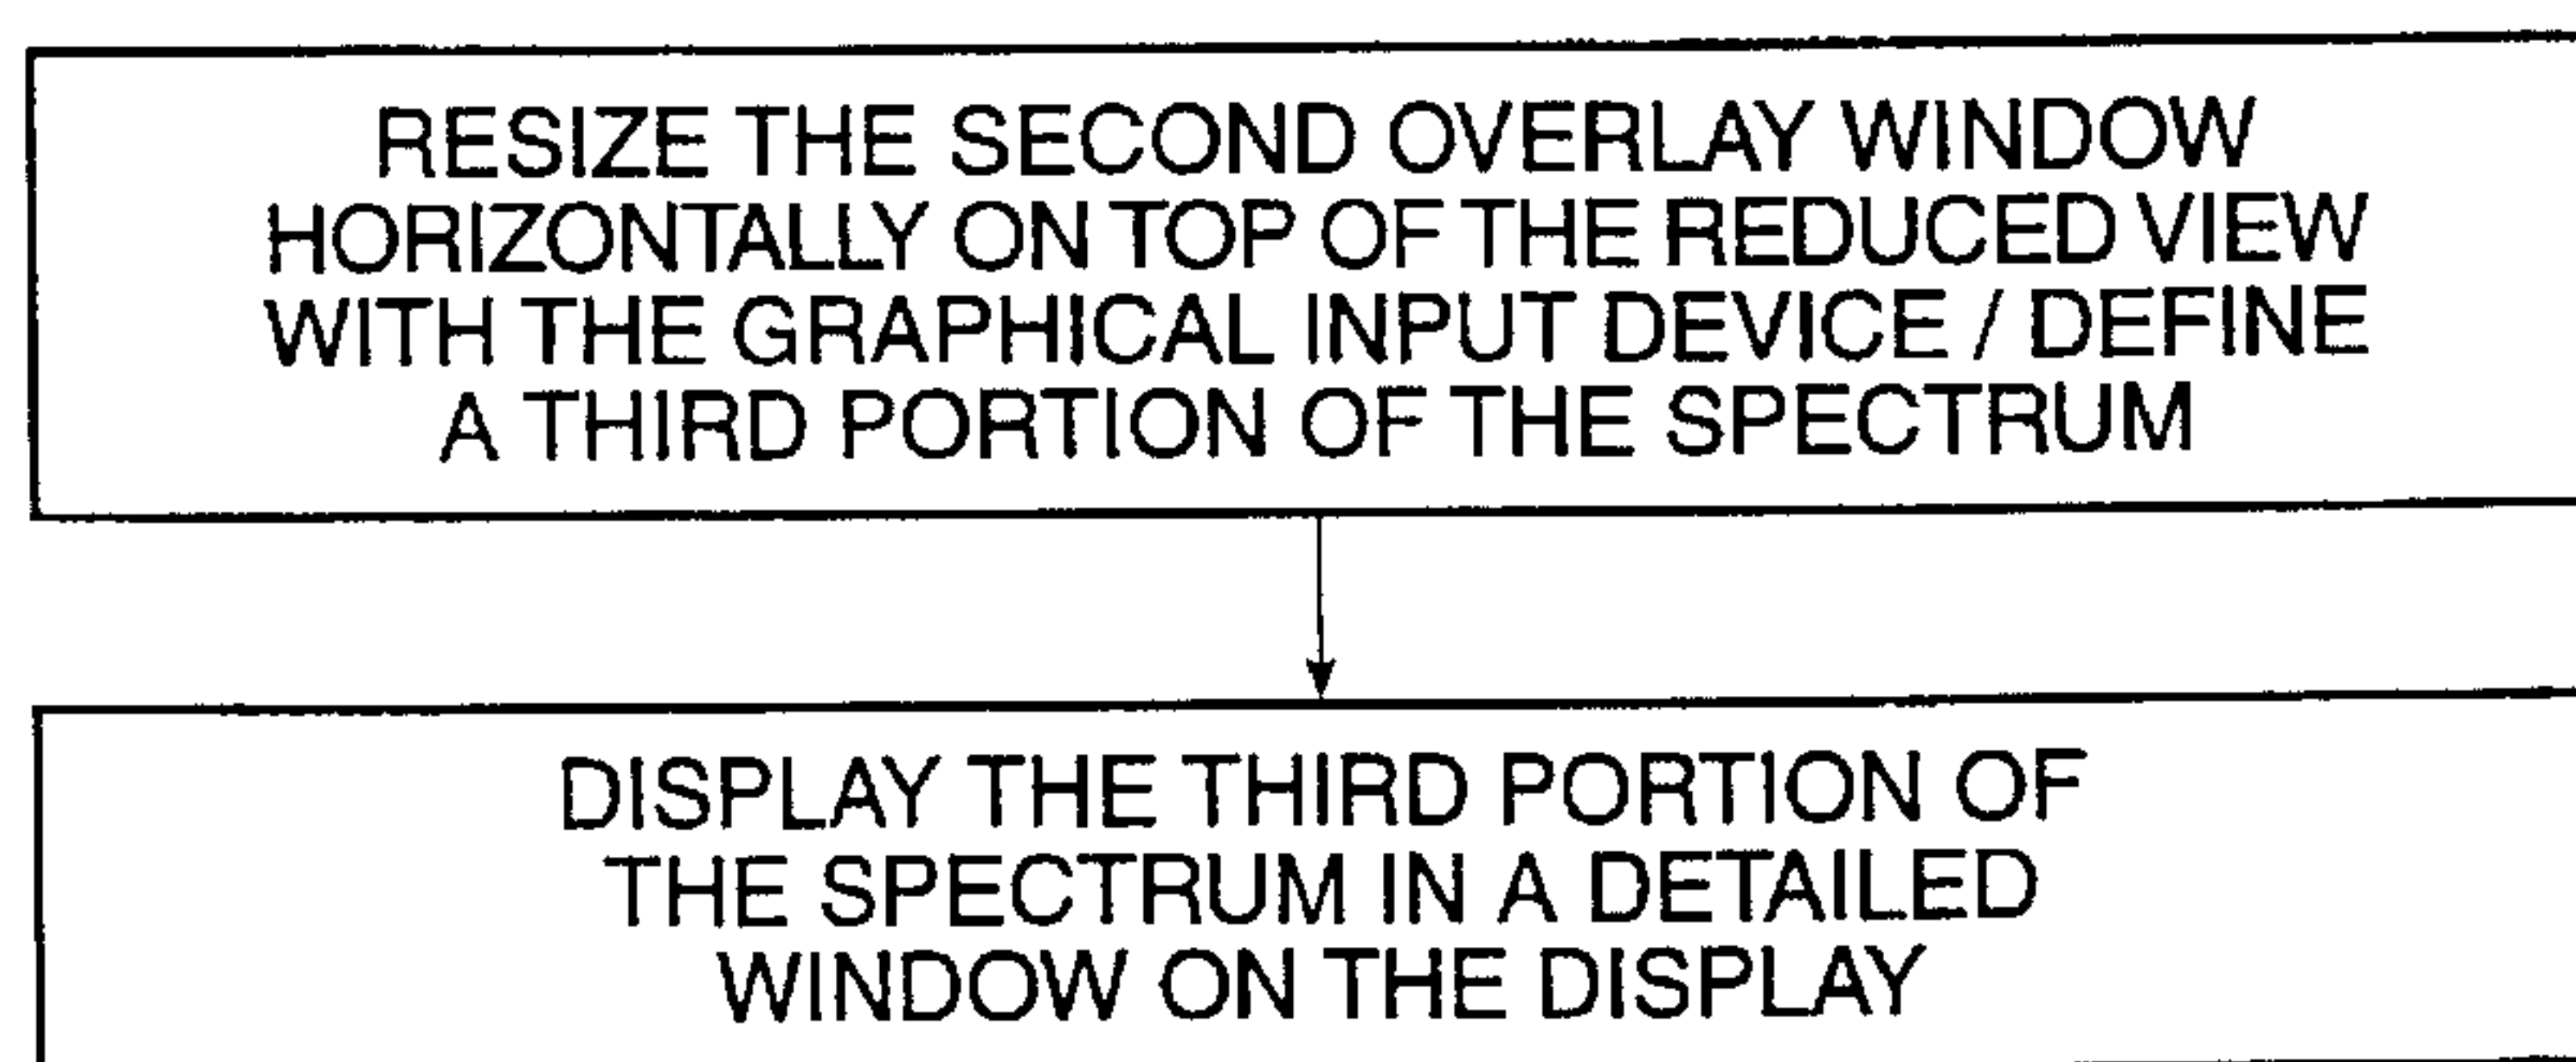 RESIZE THE SECOND OVERLAY WINDOW
HORIZONTALLY ON TOP OF THE REDUCED VIEW
WITH THE GRAPHICAL INPUT DEVICE / DEFINE
A THIRD PORTION OF THE SPECTRUM
DISPLAY THE THIRD PORTION OF
THE SPECTRUM IN A DETAILED
WINDOW ON THE DISPLAY